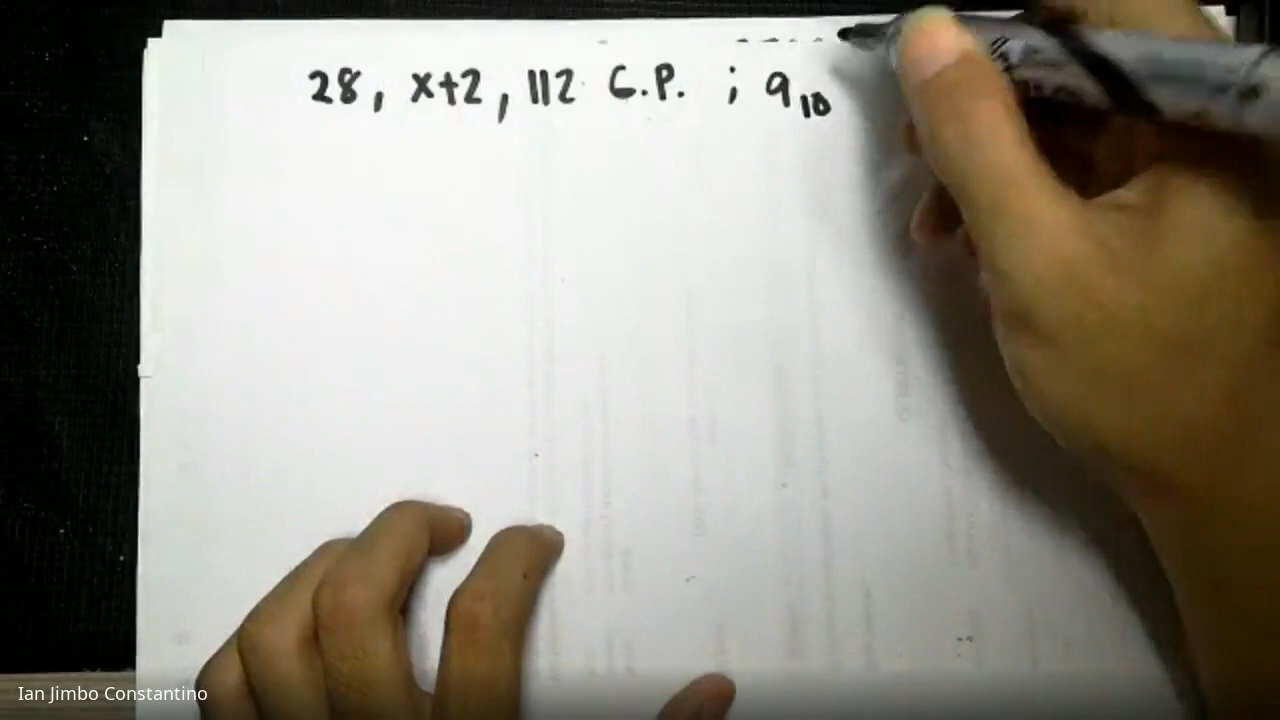 28, x+2, 112 G.P. ; a₁₀
Ian Jimbo Constantino